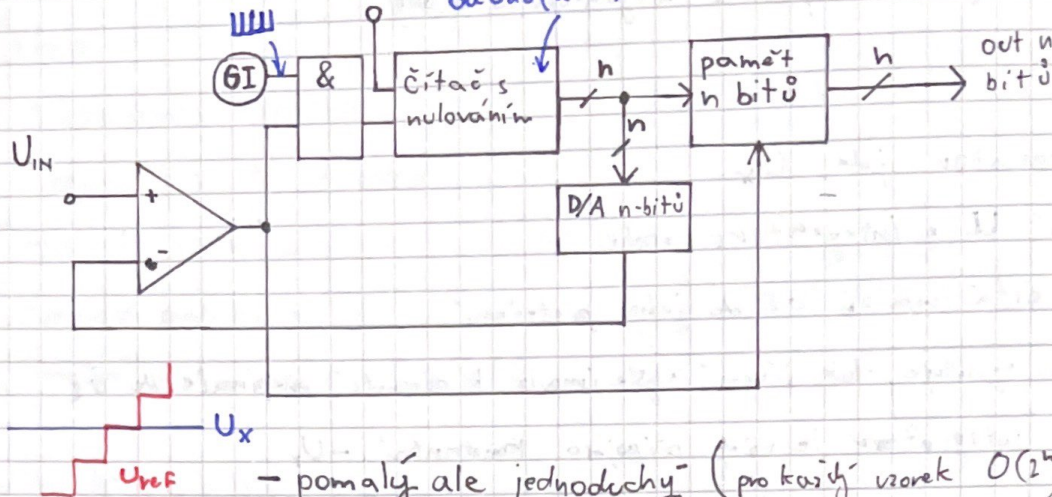 GI
&
čítač s
nulováním
n
paměť
n bitů
n
out n
bitů
n
D/A n-bitů
U_IN
+
-
U_x
U_ref
- pomalý ale jednoduchý (pro každý vzorek O(2^n